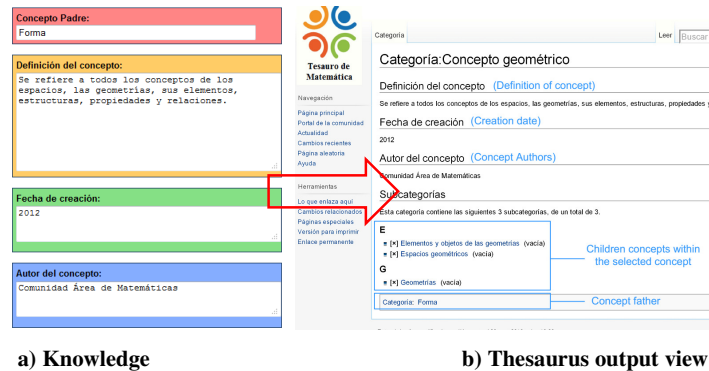 Concepto Padre:
Forma
Definición del concepto:
Se refiere a todos los conceptos de los
espacios, las geometrías, sus elementos,
estructuras, propiedades y relaciones.
Fecha de creación:
2012
Autor del concepto:
Comunidad Área de Matemáticas
a) Knowledge
Tesauro de
Matemática
Navegación
Página principal
Portal de la comunidad
Actualidad
Cambios recientes
Página aleatoria
Ayuda
Herramientas
Lo que enlaza aquí
Cambios relacionados
Páginas especiales
Versión para imprimir
Enlace permanente
Categoría
Leer
Buscar
Categoría:Concepto geométrico
Definición del concepto (Definition of concept)
Se refiere a todos los conceptos de los espacios, las geometrías, sus elementos, estructuras, propiedades y
Fecha de creación (Creation date)
2012
Autor del concepto (Concept Authors)
Comunidad Área de Matemáticas
Subcategorías
Esta categoría contiene las siguientes 3 subcategorías, de un total de 3.
E
[×] Elementos y objetos de las geometrías (vacía)
[×] Espacios geométricos (vacía)
G
[×] Geometrías (vacía)
Children concepts within
the selected concept
Categoría: Forma
Concept father
b) Thesaurus output view